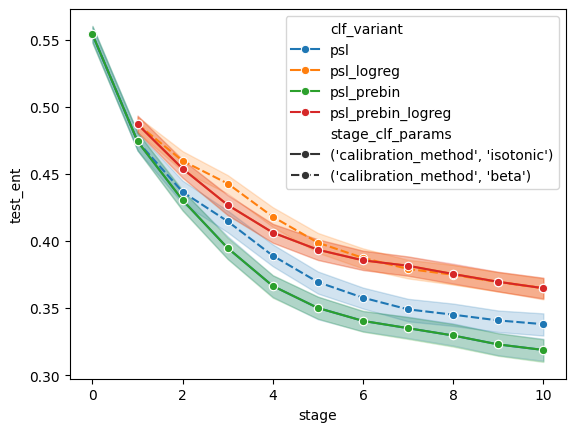 clf_variant
psl
psl_logreg
psl_prebin
psl_prebin_logreg
stage_clf_params
('calibration_method', 'isotonic')
('calibration_method', 'beta')
test_ent
0.55
0.50
0.45
0.40
0.35
0.30
0 2 4 6 8 10
stage